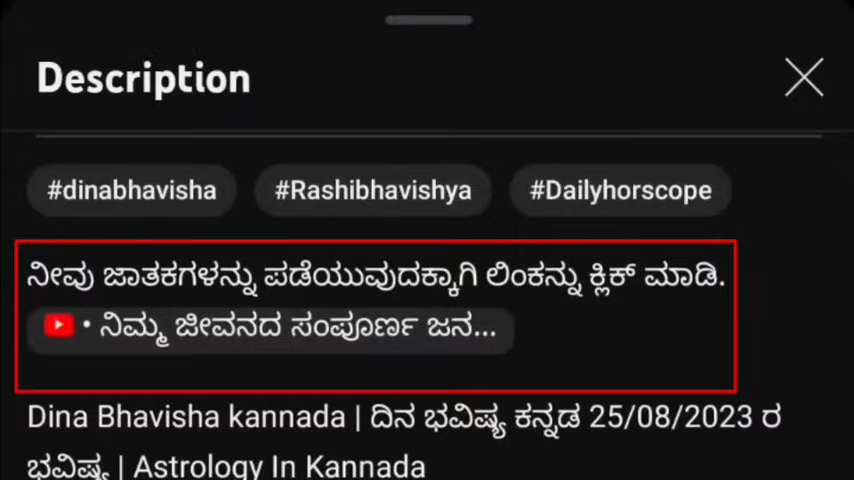 Description
#dinabhavisha #Rashibhavishya #Dailyhorscope
ನೀವು ಜಾತಕಗಳನ್ನು ಪಡೆಯುವುದಕ್ಕಾಗಿ ಲಿಂಕನ್ನು ಕ್ಲಿಕ್ ಮಾಡಿ.
• ನಿಮ್ಮ ಜೀವನದ ಸಂಪೂರ್ಣ ಜನ...
Dina Bhavisha kannada | ದಿನ ಭವಿಷ್ಯ ಕನ್ನಡ 25/08/2023 ರ
ಭವಿಷ್ಯ | Astrology In Kannada